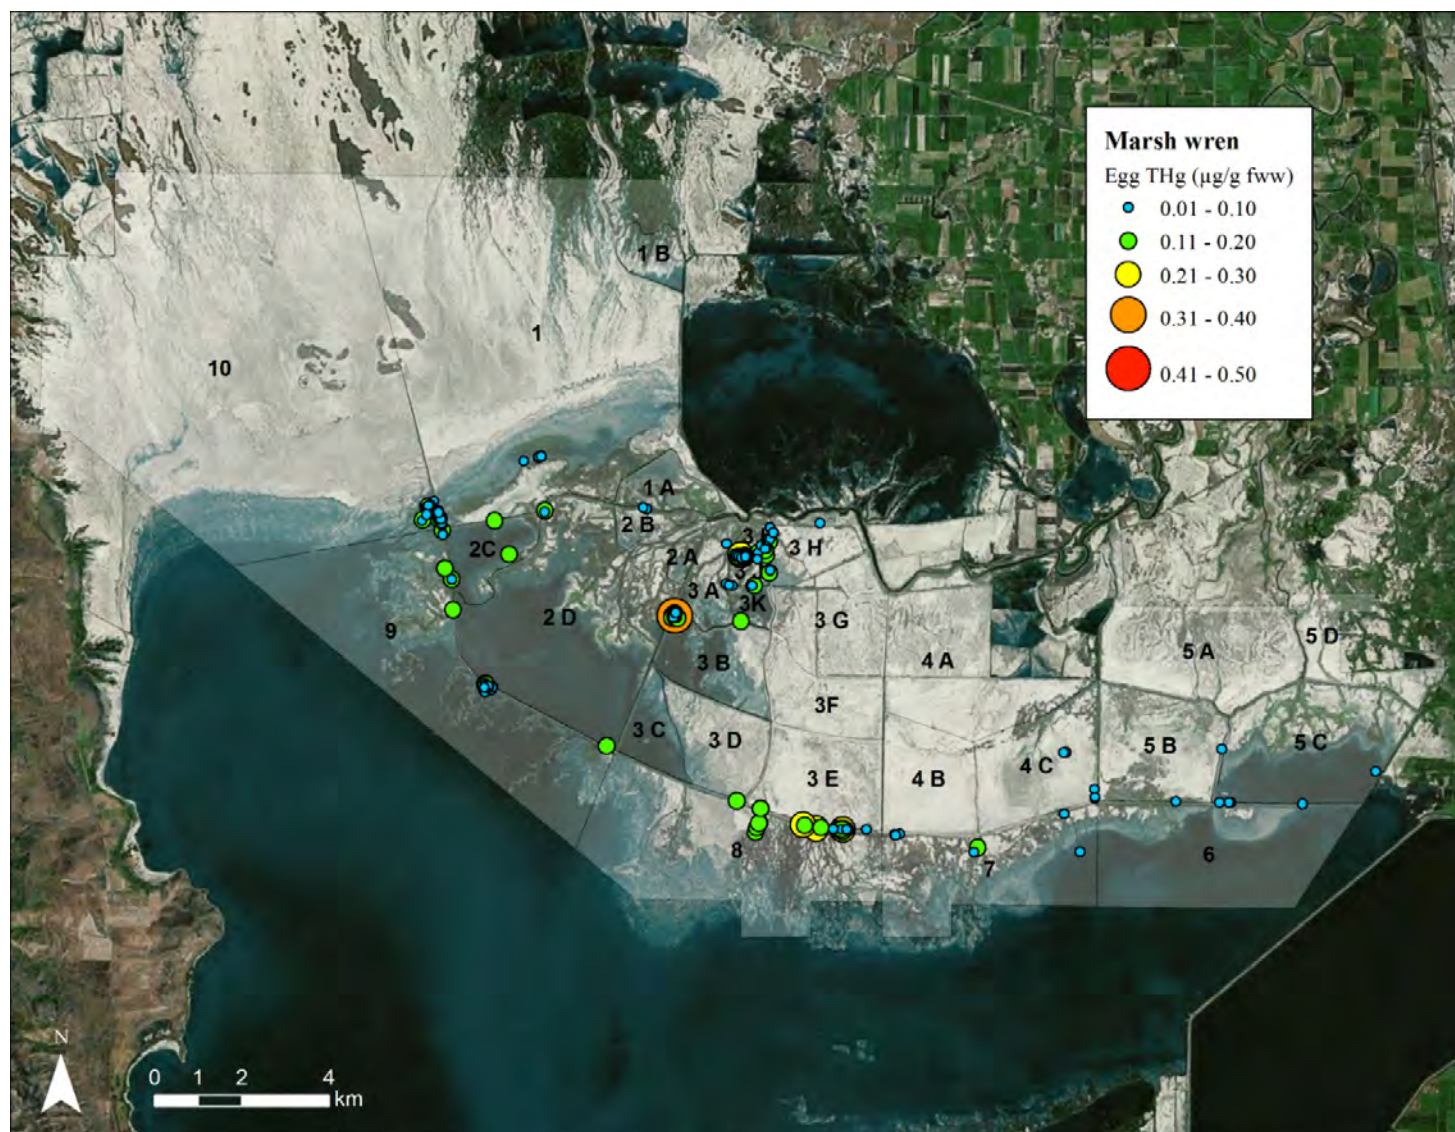 Marsh wren
Egg THg (µg/g fww)
0.01 - 0.10
0.11 - 0.20
0.21 - 0.30
0.31 - 0.40
0.41 - 0.50
1 B
1
10
1 A
2 B
2C
2 A
3 H
3 A
3K
9
2 D
3 G
3 B
4 A
5 A
5 D
3F
3 C
3 D
3 E
4 B
4 C
5 B
5 C
8
7
6
N
0 1 2 4
km